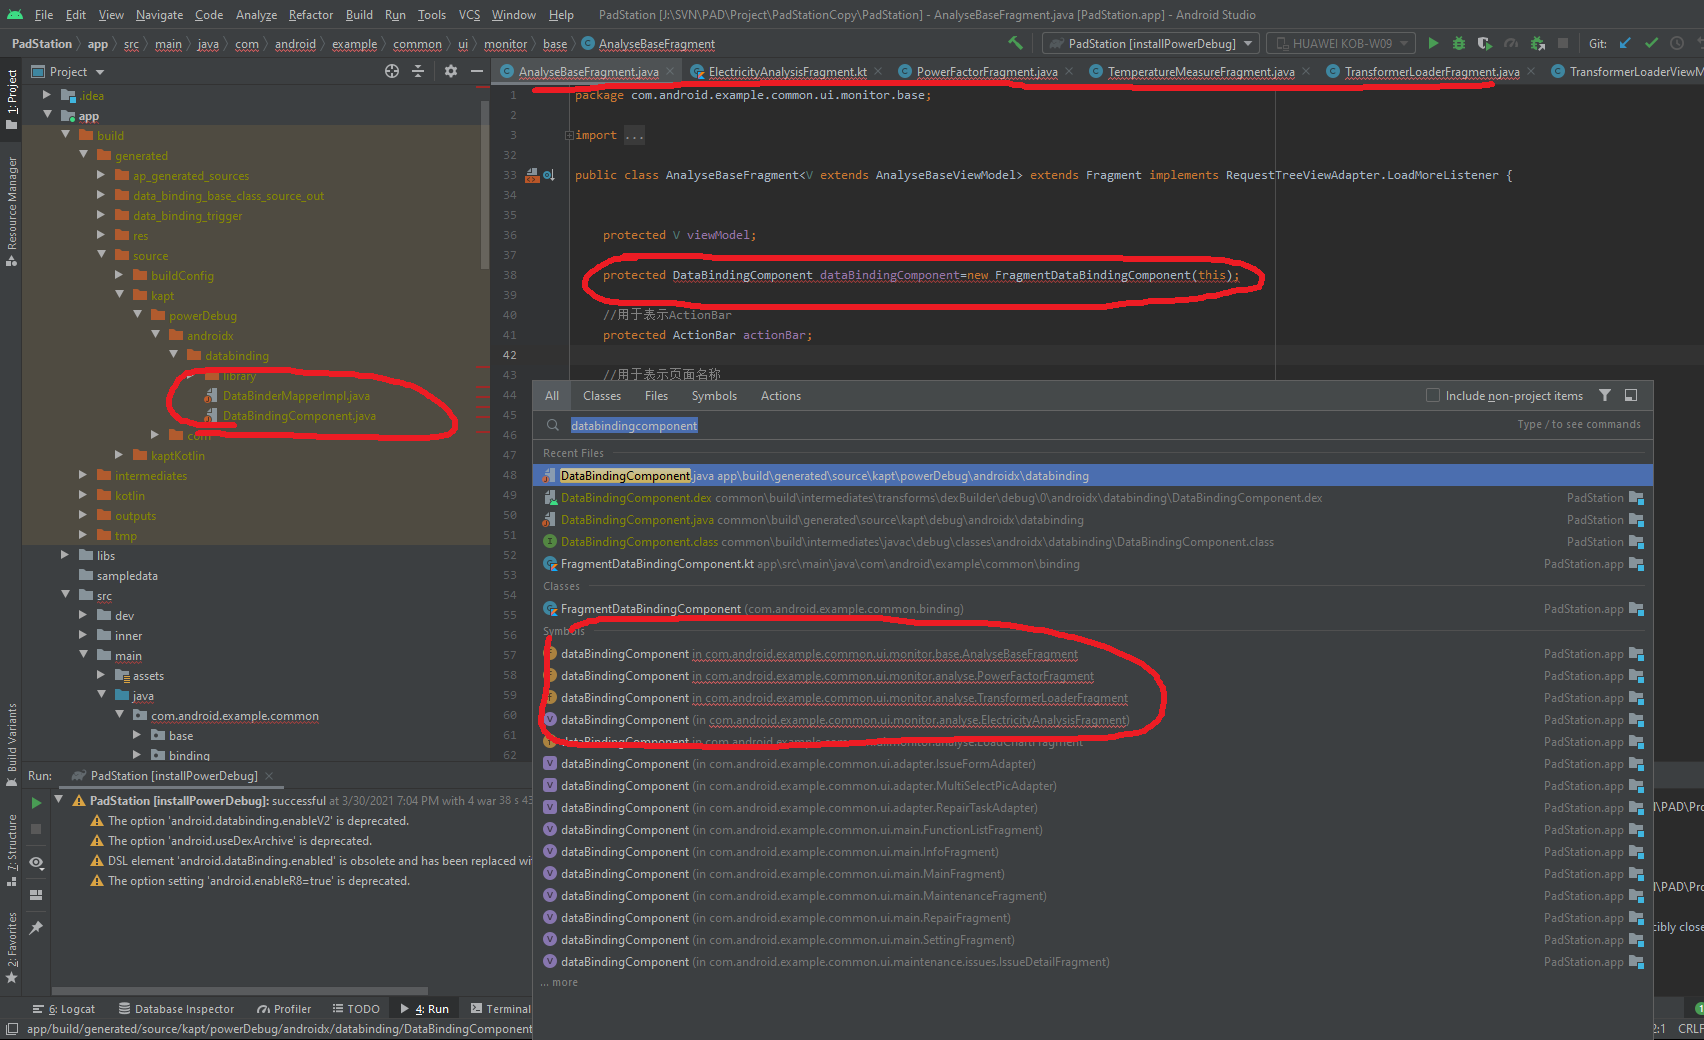 File Edit View Navigate Code Analyze Refactor Build Run Tools VCS Window Help PadStation [J:\SVN\PAD\Project\PadStationCopy\PadStation] - AnalyseBaseFragment.java [PadStation.app] - Android Studio
PadStation app src main java com android example common ui monitor base AnalyseBaseFragment PadStation [installPowerDebug] HUAWEI KOB-W09 Git:
Project AnalyseBaseFragment.java ElectricityAnalysisFragment.kt PowerFactorFragment.java TemperatureMeasureFragment.java TransformerLoaderFragment.java TransformerLoaderViewM
1: Project
Resource Manager
Build Variants
7: Structure
2: Favorites
.idea
app
build
generated
ap_generated_sources
data_binding_base_class_source_out
data_binding_trigger
res
source
buildConfig
kapt
powerDebug
androidx
databinding
library
DataBinderMapperImpl.java
DataBindingComponent.java
com
kaptKotlin
intermediates
kotlin
outputs
tmp
libs
sampledata
src
dev
inner
main
assets
java
com.android.example.common
base
binding
1 package com.android.example.common.ui.monitor.base;
2
3 import ...
32
33 public class AnalyseBaseFragment<V extends AnalyseBaseViewModel> extends Fragment implements RequestTreeViewAdapter.LoadMoreListener {
34
35
36 protected V viewModel;
37
38 protected DataBindingComponent dataBindingComponent=new FragmentDataBindingComponent(this);
39
40 //用于表示ActionBar
41 protected ActionBar actionBar;
42
43 //用于表示页面名称
44
45
46
47
48
49
50
51
52
53
54
55
56
57
58
59
60
61
62
All Classes Files Symbols Actions Include non-project items
databindingcomponent Type / to see commands
Recent Files
DataBindingComponent.java app\build\generated\source\kapt\powerDebug\androidx\databinding
DataBindingComponent.dex common\build\intermediates\transforms\dexBuilder\debug\0\androidx\databinding\DataBindingComponent.dex PadStation
DataBindingComponent.java common\build\generated\source\kapt\debug\androidx\databinding PadStation
DataBindingComponent.class common\build\intermediates\javac\debug\classes\androidx\databinding\DataBindingComponent.class PadStation
FragmentDataBindingComponent.kt app\src\main\java\com\android\example\common\binding PadStation.app
Classes
FragmentDataBindingComponent (com.android.example.common.binding) PadStation.app
Symbols
dataBindingComponent in com.android.example.common.ui.monitor.base.AnalyseBaseFragment PadStation.app
dataBindingComponent in com.android.example.common.ui.monitor.analyse.PowerFactorFragment PadStation.app
dataBindingComponent in com.android.example.common.ui.monitor.analyse.TransformerLoaderFragment PadStation.app
dataBindingComponent (in com.android.example.common.ui.monitor.analyse.ElectricityAnalysisFragment) PadStation.app
dataBindingComponent in com.android.example.common.ui.monitor.analyse.LoadChartFragment PadStation.app
dataBindingComponent (in com.android.example.common.ui.adapter.IssueFormAdapter) PadStation.app
dataBindingComponent (in com.android.example.common.ui.adapter.MultiSelectPicAdapter) PadStation.app
dataBindingComponent (in com.android.example.common.ui.adapter.RepairTaskAdapter) PadStation.app
dataBindingComponent (in com.android.example.common.ui.main.FunctionListFragment) PadStation.app
dataBindingComponent (in com.android.example.common.ui.main.InfoFragment) PadStation.app
dataBindingComponent (in com.android.example.common.ui.main.MainFragment) PadStation.app
dataBindingComponent (in com.android.example.common.ui.main.MaintenanceFragment) PadStation.app
dataBindingComponent (in com.android.example.common.ui.main.RepairFragment) PadStation.app
dataBindingComponent (in com.android.example.common.ui.main.SettingFragment) PadStation.app
dataBindingComponent (in com.android.example.common.ui.maintenance.issues.IssueDetailFragment) PadStation.app
... more
Run: PadStation [installPowerDebug]
PadStation [installPowerDebug]: successful at 3/30/2021 7:04 PM with 4 war 38 s 43
The option 'android.databinding.enableV2' is deprecated.
The option 'android.useDexArchive' is deprecated.
DSL element 'android.dataBinding.enabled' is obsolete and has been replaced wi
The option setting 'android.enableR8=true' is deprecated.
\PAD\Pro
\PAD\Pro
cibly close
6: Logcat Database Inspector Profiler TODO 4: Run Terminal
app/build/generated/source/kapt/powerDebug/androidx/databinding/DataBindingComponent 2:1 CRLF